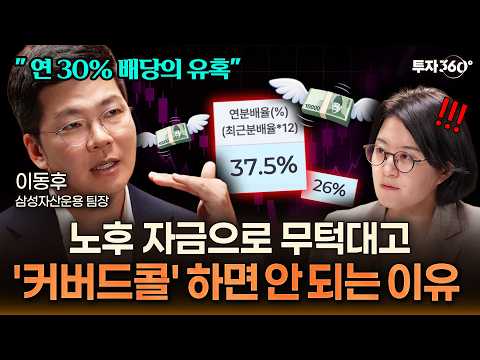 " 연 30% 배당의 유혹"
투자360°
연분배율(%)
(최근분배율*12)
37.5%
26%
!!!
이동후
삼성자산운용 팀장
노후 자금으로 무턱대고
'커버드콜' 하면 안 되는 이유